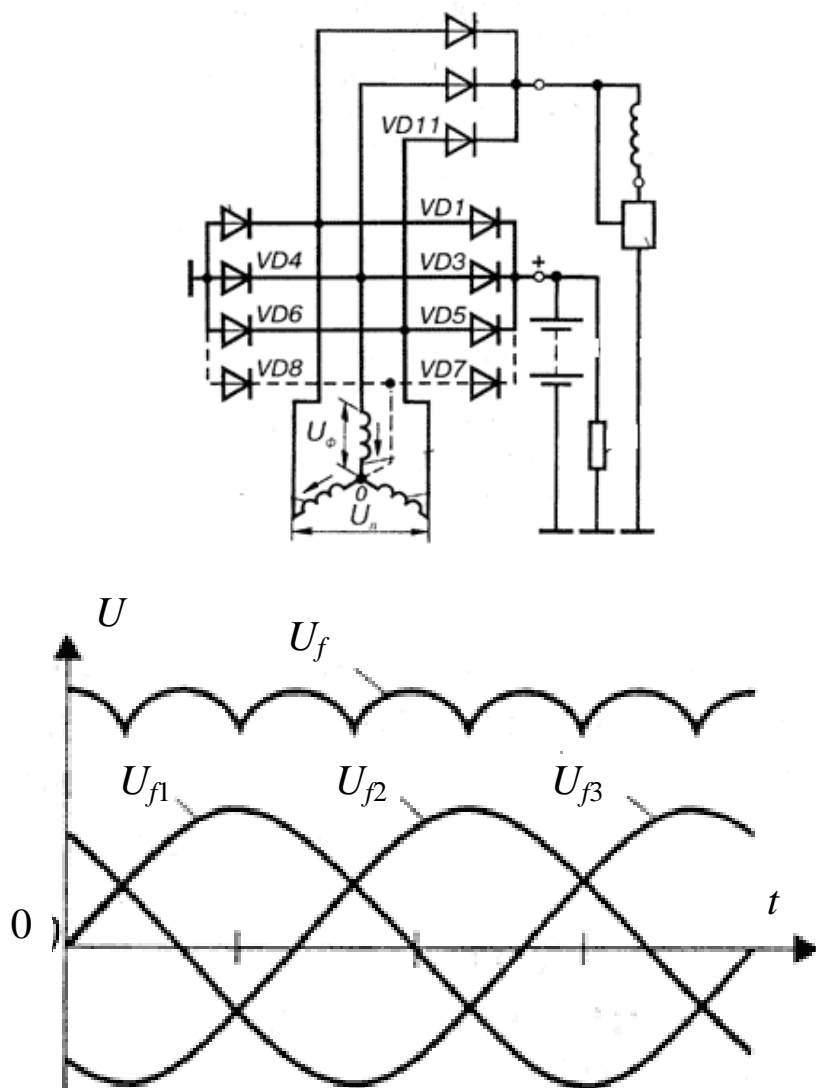 VD11
VD1
VD4 VD3
+
VD6 VD5
VD8 VD7
Uф
0
Uл
U
Uf
Uf1 Uf2 Uf3
0 t